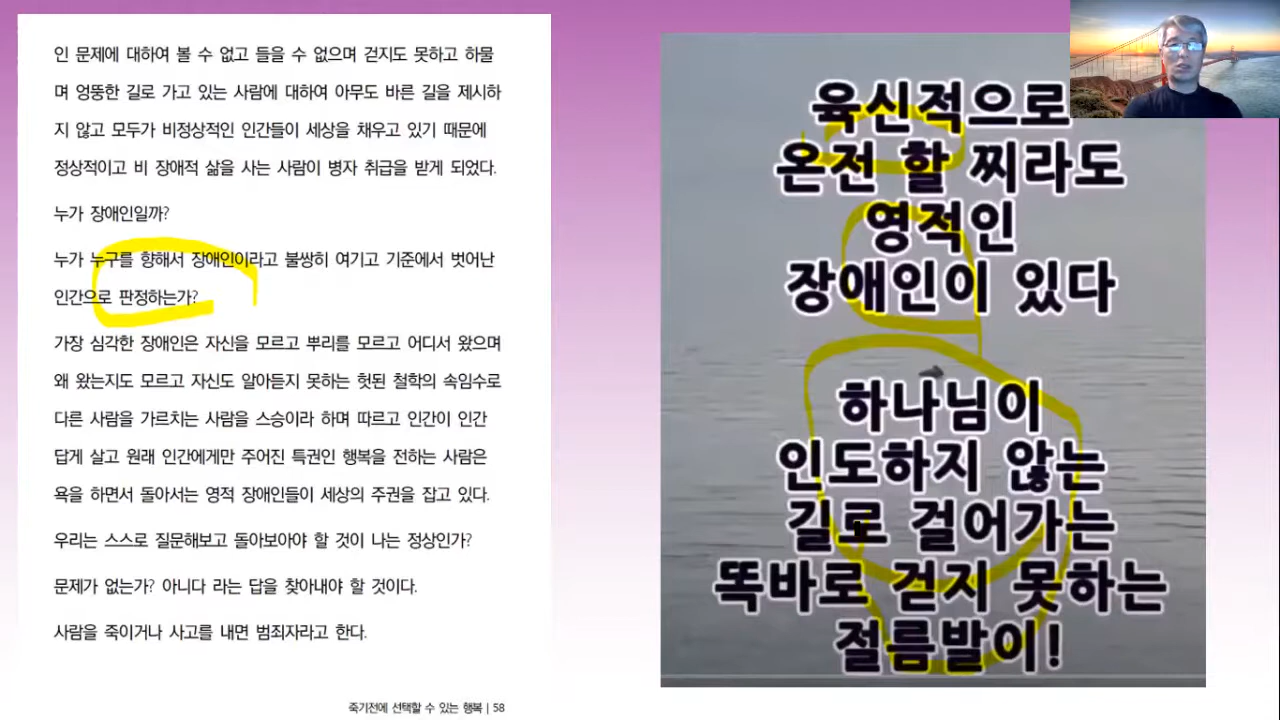 인 문제에 대하여 볼 수 없고 들을 수 없으며 걷지도 못하고 하물
며 엉뚱한 길로 가고 있는 사람에 대하여 아무도 바른 길을 제시하
지 않고 모두가 비정상적인 인간들이 세상을 채우고 있기 때문에
정상적이고 비 장애적 삶을 사는 사람이 병자 취급을 받게 되었다.
누가 장애인일까?
누가 누구를 향해서 장애인이라고 불쌍히 여기고 기준에서 벗어난
인간으로 판정하는가?
가장 심각한 장애인은 자신을 모르고 뿌리를 모르고 어디서 왔으며
왜 왔는지도 모르고 자신도 알아듣지 못하는 헛된 철학의 속임수로
다른 사람을 가르치는 사람을 스승이라 하며 따르고 인간이 인간
답게 살고 원래 인간에게만 주어진 특권인 행복을 전하는 사람은
욕을 하면서 돌아서는 영적 장애인들이 세상의 주권을 잡고 있다.
우리는 스스로 질문해보고 돌아보아야 할 것이 나는 정상인가?
문제가 없는가? 아니다 라는 답을 찾아내야 할 것이다.
사람을 죽이거나 사고를 내면 범죄자라고 한다.
죽기전에 선택할 수 있는 행복 | 58
육신적으로
온전 할 찌라도
영적인
장애인이 있다
하나님이
인도하지 않는
길로 걸어가는
똑바로 걷지 못하는
절름발이!